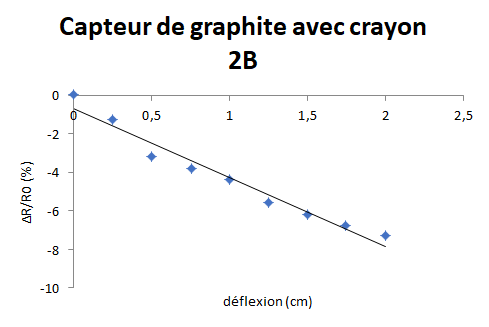 Capteur de graphite avec crayon
2B
0
0 0,5 1 1,5 2 2,5
-2
-4
-6
-8
-10
ΔR/R0 (%)
déflexion (cm)